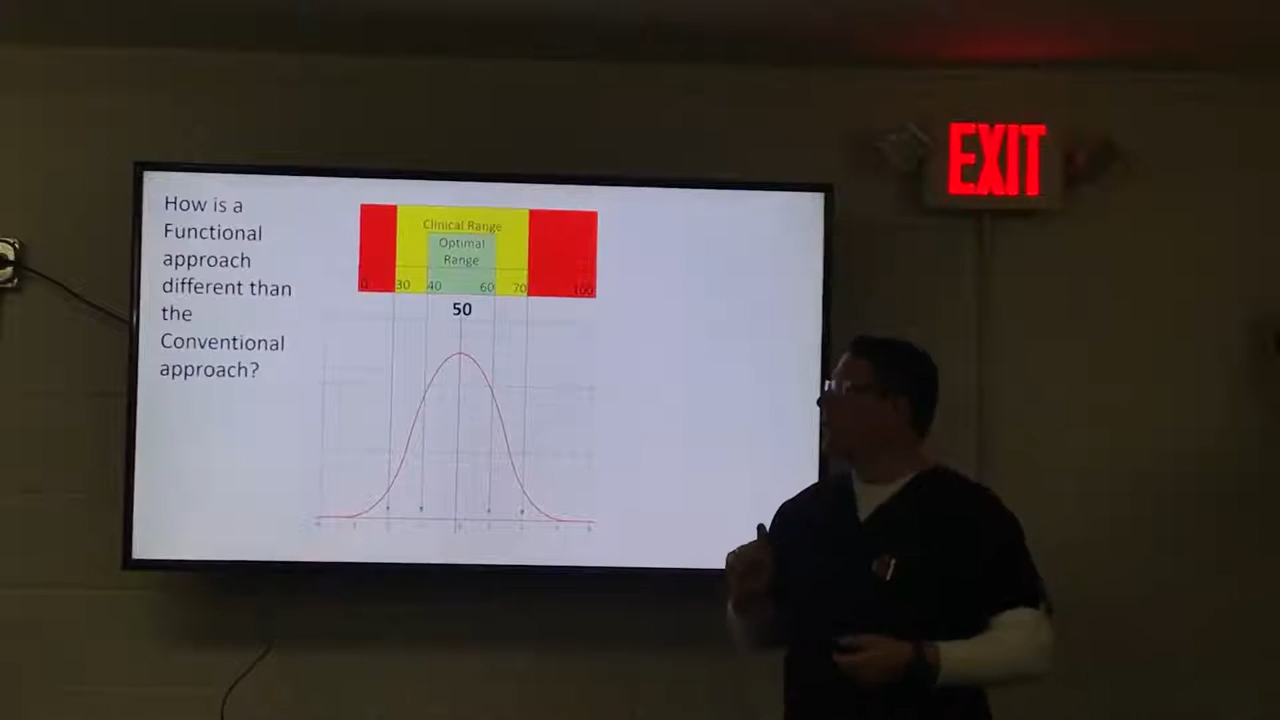 How is a
Functional
approach
different than
the
Conventional
approach?
Clinical Range
Optimal
Range
0 30 40 60 70 100
50
EXIT